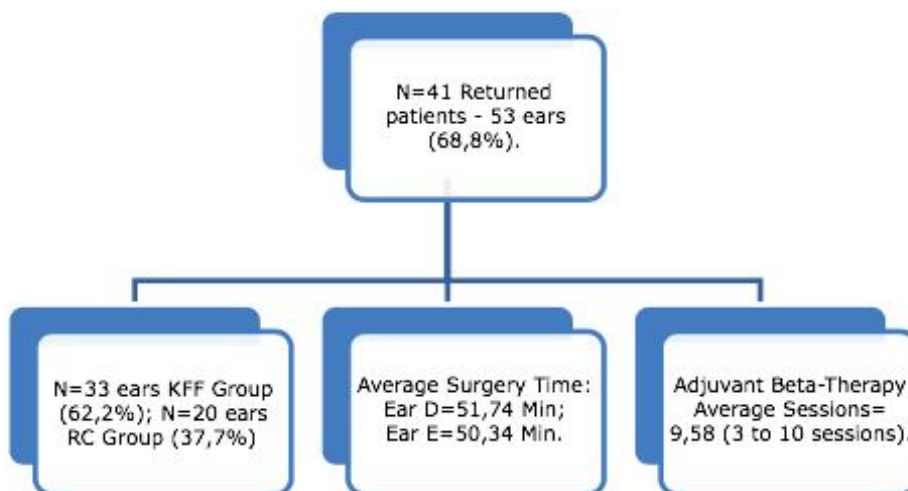 N=41 Returned
patients - 53 ears
(68,8%).
N=33 ears KFF Group
(62,2%); N=20 ears
RC Group (37,7%)
Average Surgery Time:
Ear D=51,74 Min;
Ear E=50,34 Min.
Adjuvant Beta-Therapy
Average Sessions=
9,58 (3 to 10 sessions).